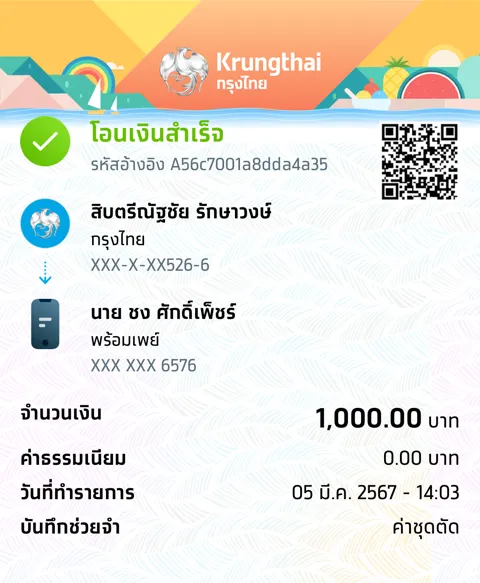 Krungthai
กรุงไทย
โอนเงินสำเร็จ
รหัสอ้างอิง A56c7001a8dda4a35
สิบตรีณัฐชัย รักษาวงษ์
กรุงไทย
XXX-X-XX526-6
นาย ชง ศักดิ์เพ็ชร์
พร้อมเพย์
XXX XXX 6576
จำนวนเงิน 1,000.00 บาท
ค่าธรรมเนียม 0.00 บาท
วันที่ทำรายการ 05 มี.ค. 2567 - 14:03
บันทึกช่วยจำ ค่าชุดตัด